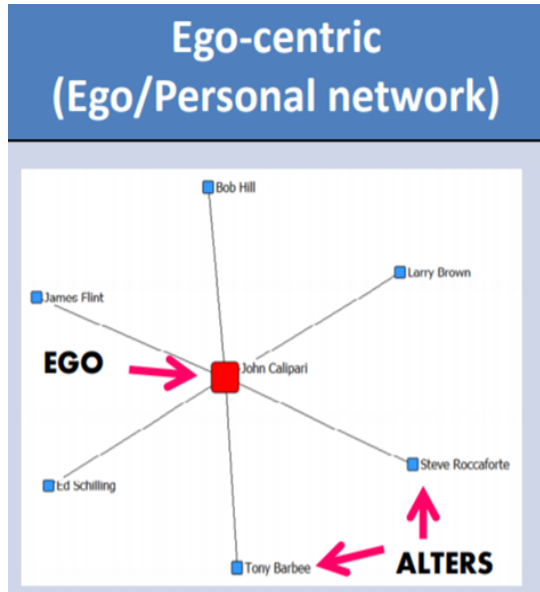 Ego-centric
(Ego/Personal network)
Bob Hill
Larry Brown
James Flint
EGO
John Calipari
Steve Roccaforte
Ed Schilling
ALTERS
Tony Barbee